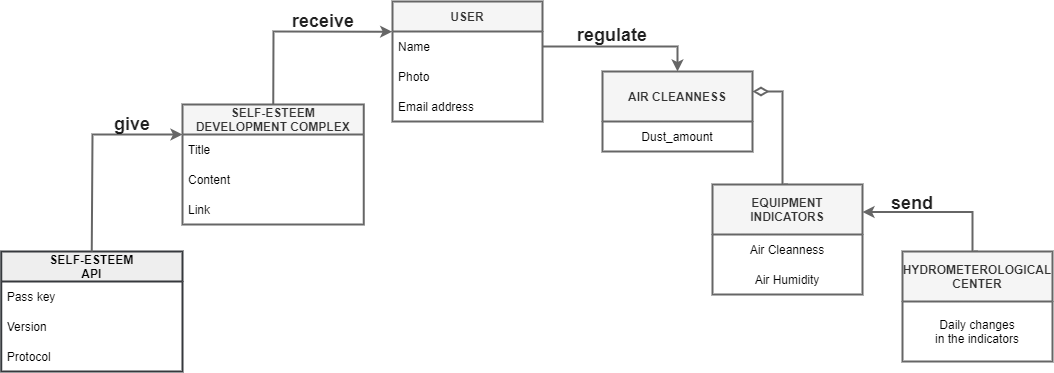 receive
USER
Name
Photo
Email address
regulate
AIR CLEANNESS
Dust_amount
give
SELF-ESTEEM
DEVELOPMENT COMPLEX
Title
Content
Link
EQUIPMENT
INDICATORS
Air Cleanness
Air Humidity
send
SELF-ESTEEM
API
Pass key
Version
Protocol
HYDROMETEROLOGICAL
CENTER
Daily changes
in the indicators